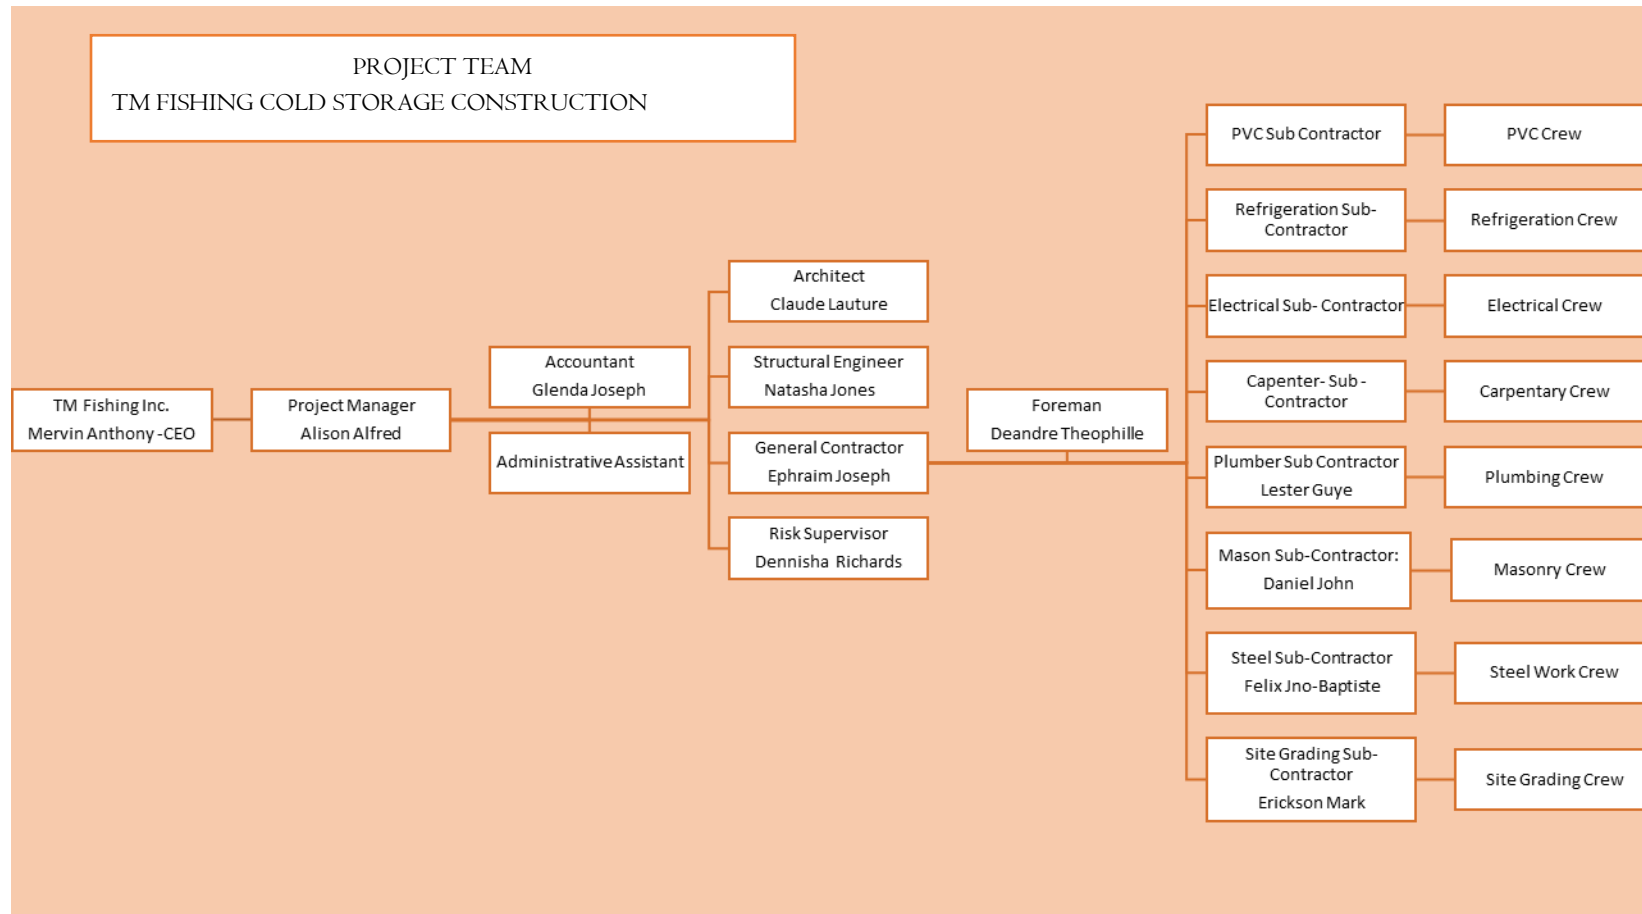 PROJECT TEAM
TM FISHING COLD STORAGE CONSTRUCTION
TM Fishing Inc.
Mervin Anthony -CEO
Project Manager
Alison Alfred
Accountant
Glenda Joseph
Administrative Assistant
Architect
Claude Lauture
Structural Engineer
Natasha Jones
General Contractor
Ephraim Joseph
Risk Supervisor
Dennisha Richards
Foreman
Deandre Theophille
PVC Sub Contractor
PVC Crew
Refrigeration Sub-
Contractor
Refrigeration Crew
Electrical Sub- Contractor
Electrical Crew
Capenter- Sub -
Contractor
Carpentary Crew
Plumber Sub Contractor
Lester Guye
Plumbing Crew
Mason Sub-Contractor:
Daniel John
Masonry Crew
Steel Sub-Contractor
Felix Jno-Baptiste
Steel Work Crew
Site Grading Sub-
Contractor
Erickson Mark
Site Grading Crew